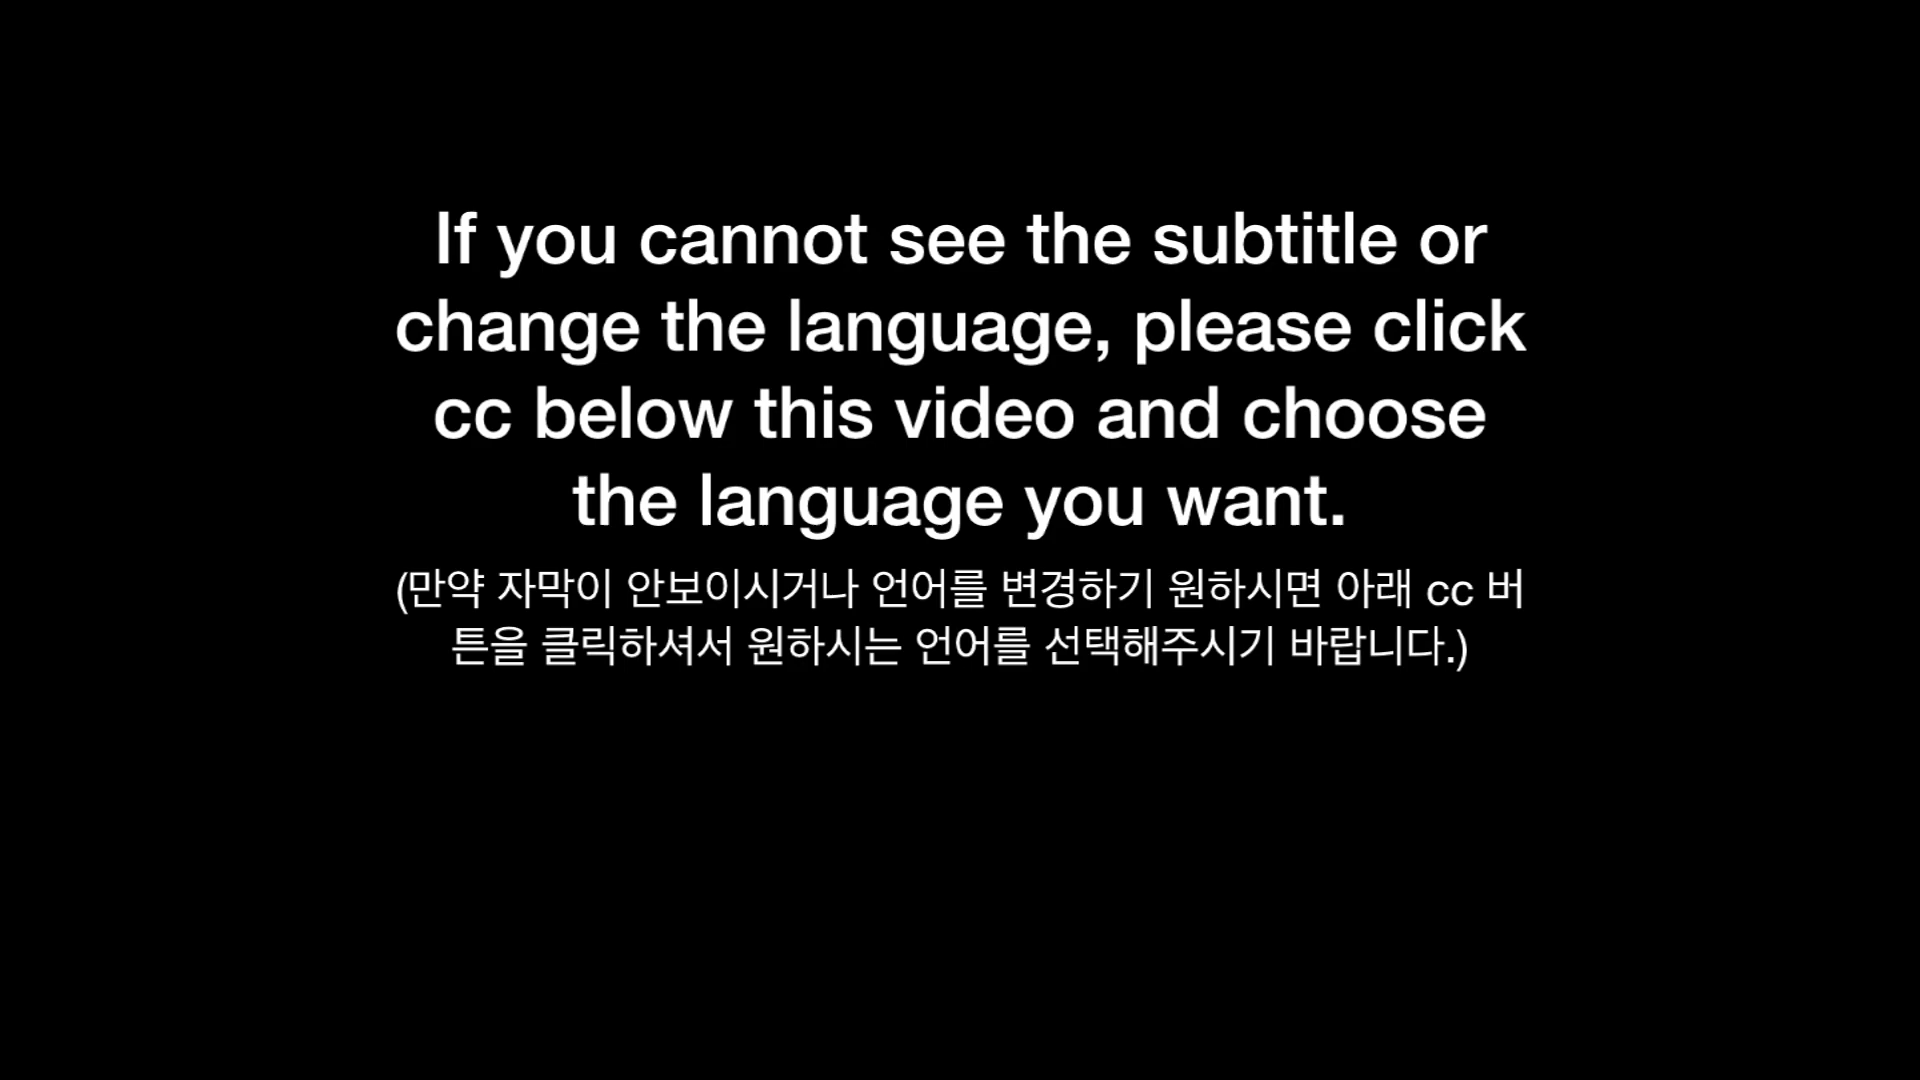 If you cannot see the subtitle or
change the language, please click
cc below this video and choose
the language you want.
(만약 자막이 안보이시거나 언어를 변경하기 원하시면 아래 cc 버
튼을 클릭하셔서 원하시는 언어를 선택해주시기 바랍니다.)